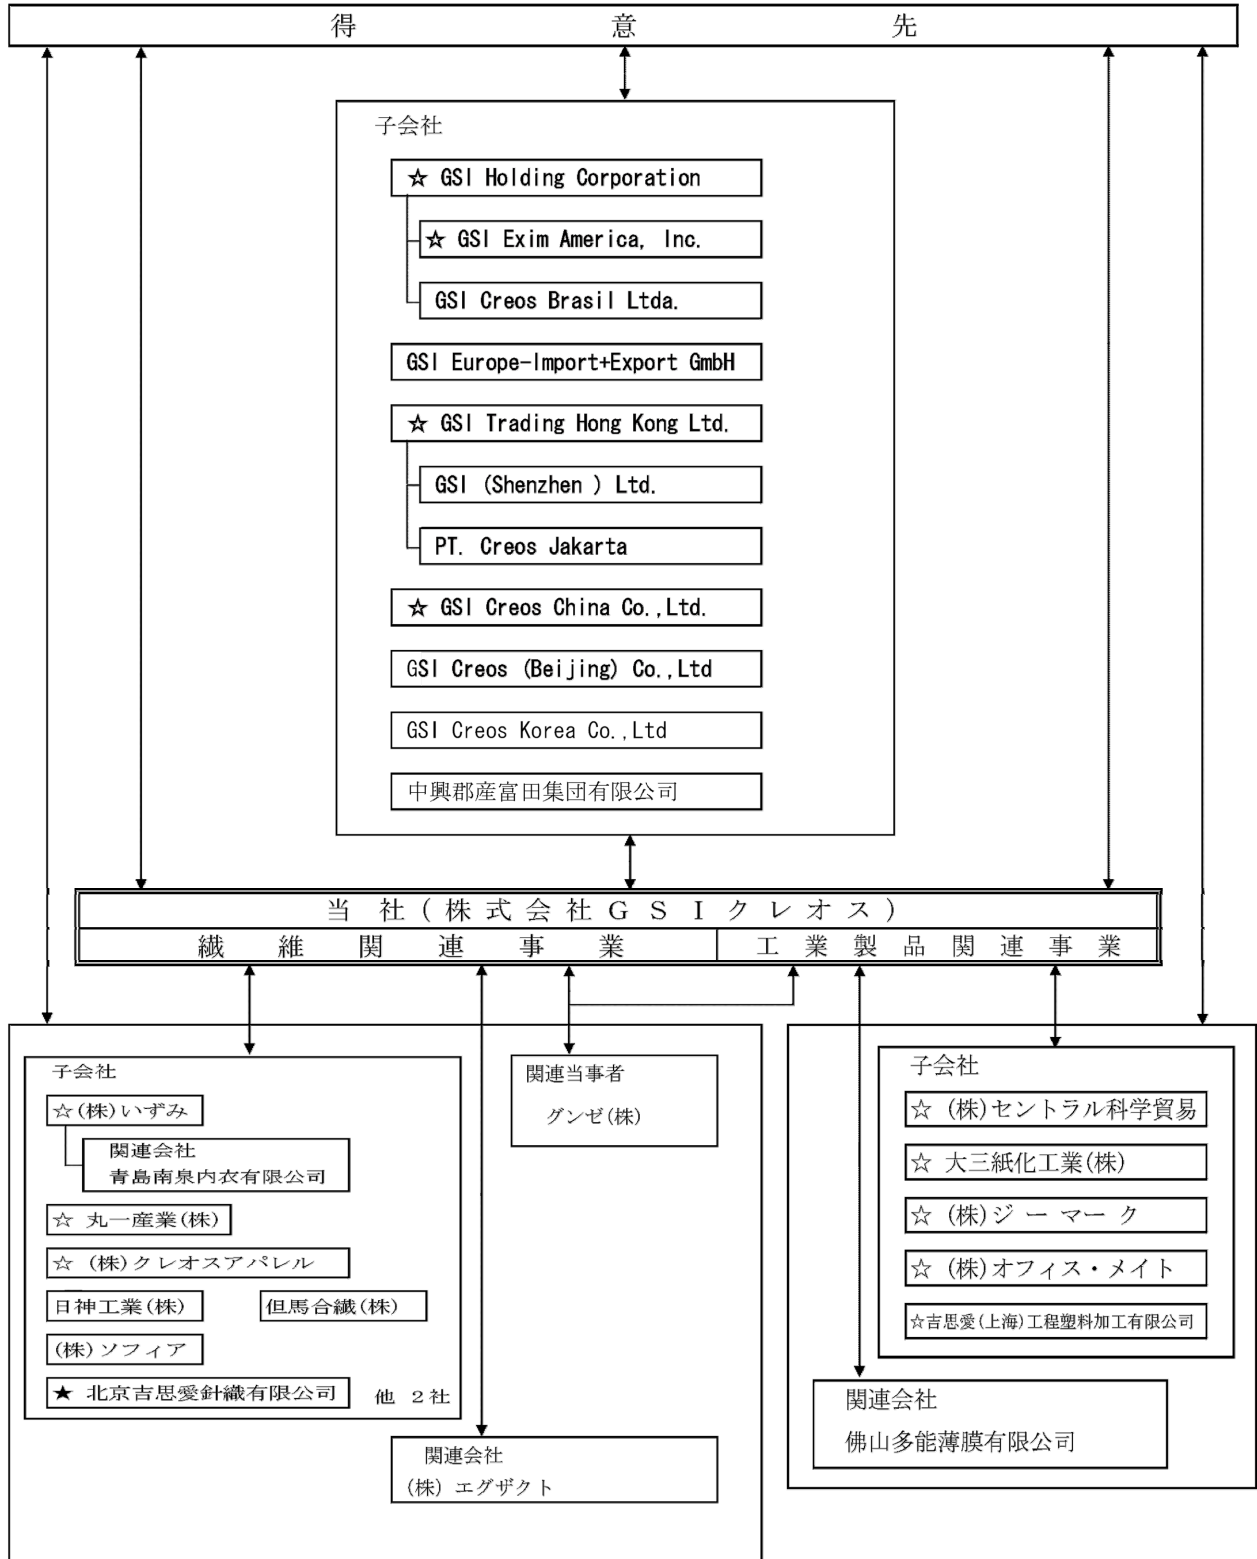 得意先
子会社
☆ GSI Holding Corporation
☆ GSI Exim America, Inc.
GSI Creos Brasil Ltda.
GSI Europe-Import+Export GmbH
☆ GSI Trading Hong Kong Ltd.
GSI (Shenzhen ) Ltd.
PT. Creos Jakarta
☆ GSI Creos China Co.,Ltd.
GSI Creos (Beijing) Co.,Ltd
GSI Creos Korea Co.,Ltd
中興郡産富田集団有限公司
当社(株式会社GSIクレオス)
繊維関連事業
工業製品関連事業
子会社
☆(株)いずみ
関連会社
青島南泉内衣有限公司
☆ 丸一産業(株)
☆ (株)クレオスアパレル
日神工業(株)
但馬合繊(株)
(株)ソフィア
★ 北京吉思愛針織有限公司
他 2社
関連当事者
グンゼ(株)
関連会社
(株) エグザクト
子会社
☆ (株)セントラル科学貿易
☆ 大三紙化工業(株)
☆ (株)ジーマーク
☆ (株)オフィス・メイト
☆吉思愛(上海)工程塑料加工有限公司
関連会社
佛山多能薄膜有限公司